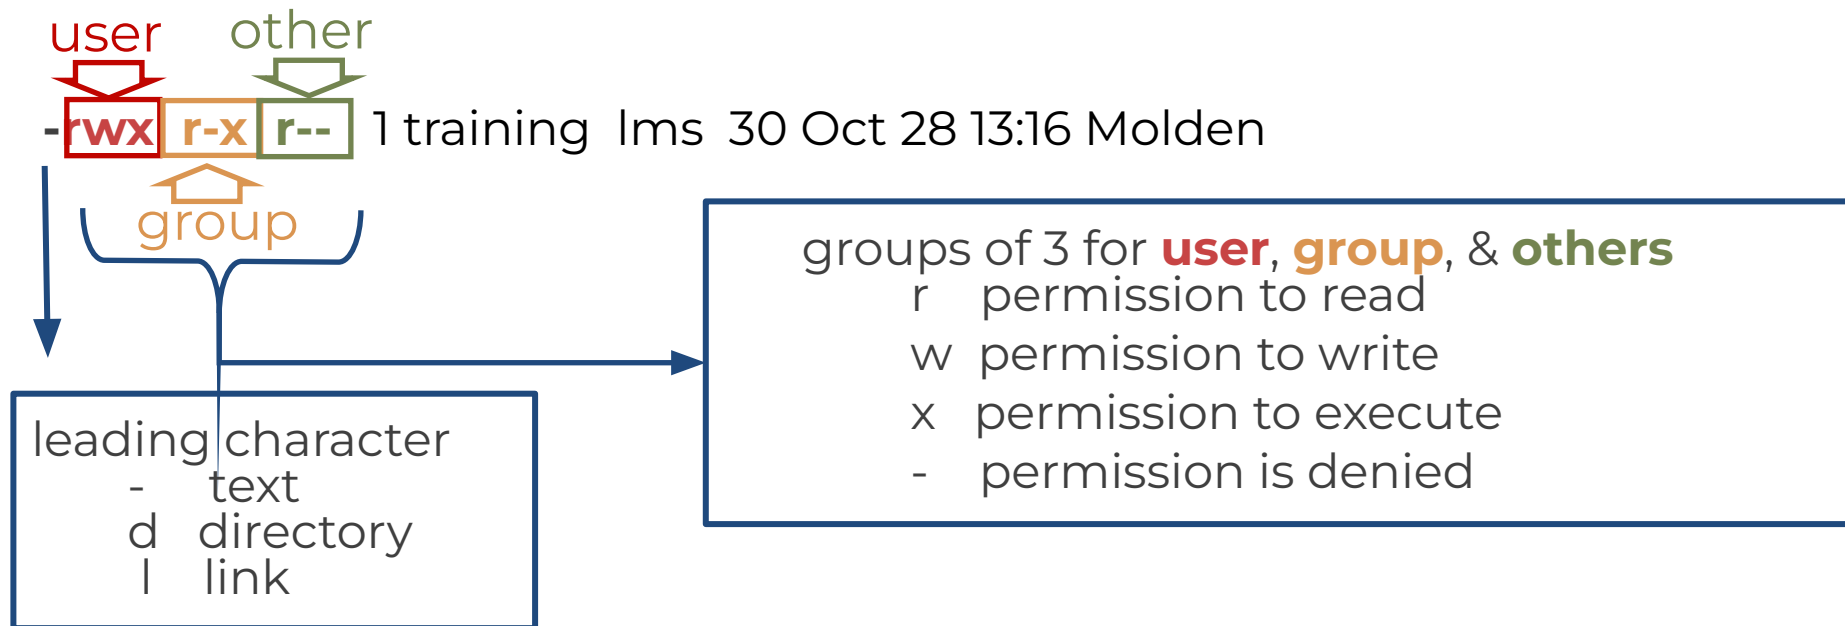 user other
-rwx r-x r-- 1 training lms 30 Oct 28 13:16 Molden
group
groups of 3 for user, group, & others
r permission to read
w permission to write
x permission to execute
- permission is denied
leading character
- text
d directory
l link